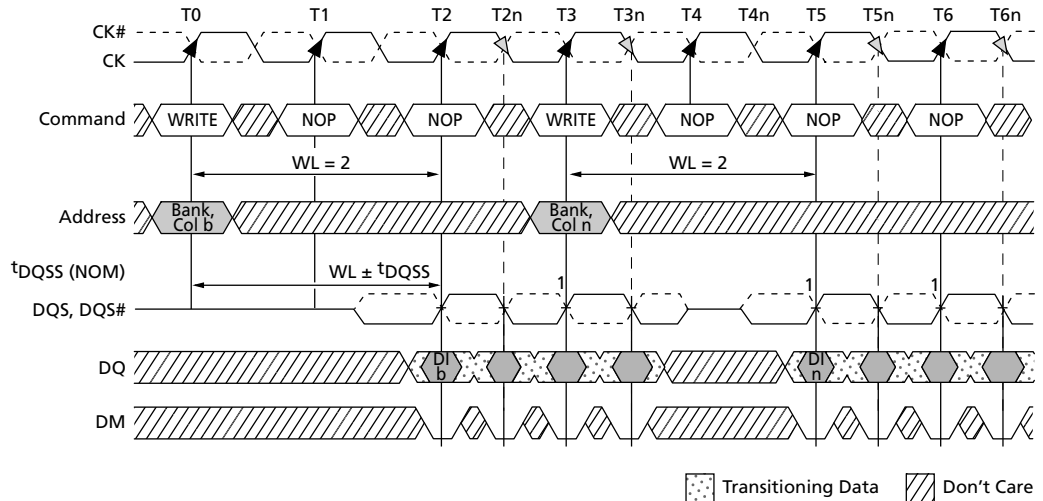 T0 T1 T2 T2n T3 T3n T4 T4n T5 T5n T6 T6n
CK#
CK
Command WRITE NOP NOP WRITE NOP NOP NOP
WL = 2 WL = 2
Address Bank, Col b Bank, Col n
tDQSS (NOM) WL ± tDQSS 1 1 1
DQS, DQS#
DQ DI b DI n
DM
Transitioning Data Don't Care